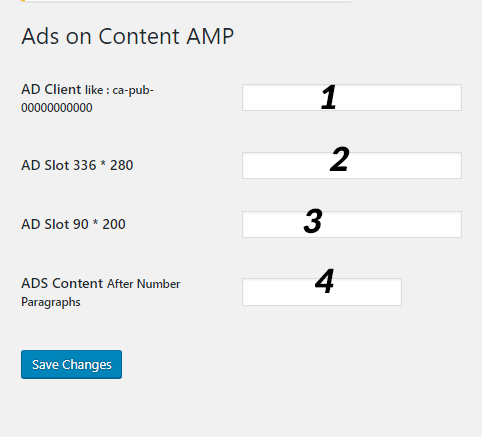 Ads on Content AMP
AD Client like : ca-pub-
00000000000
1
AD Slot 336 * 280
2
AD Slot 90 * 200
3
ADS Content After Number
Paragraphs
4
Save Changes